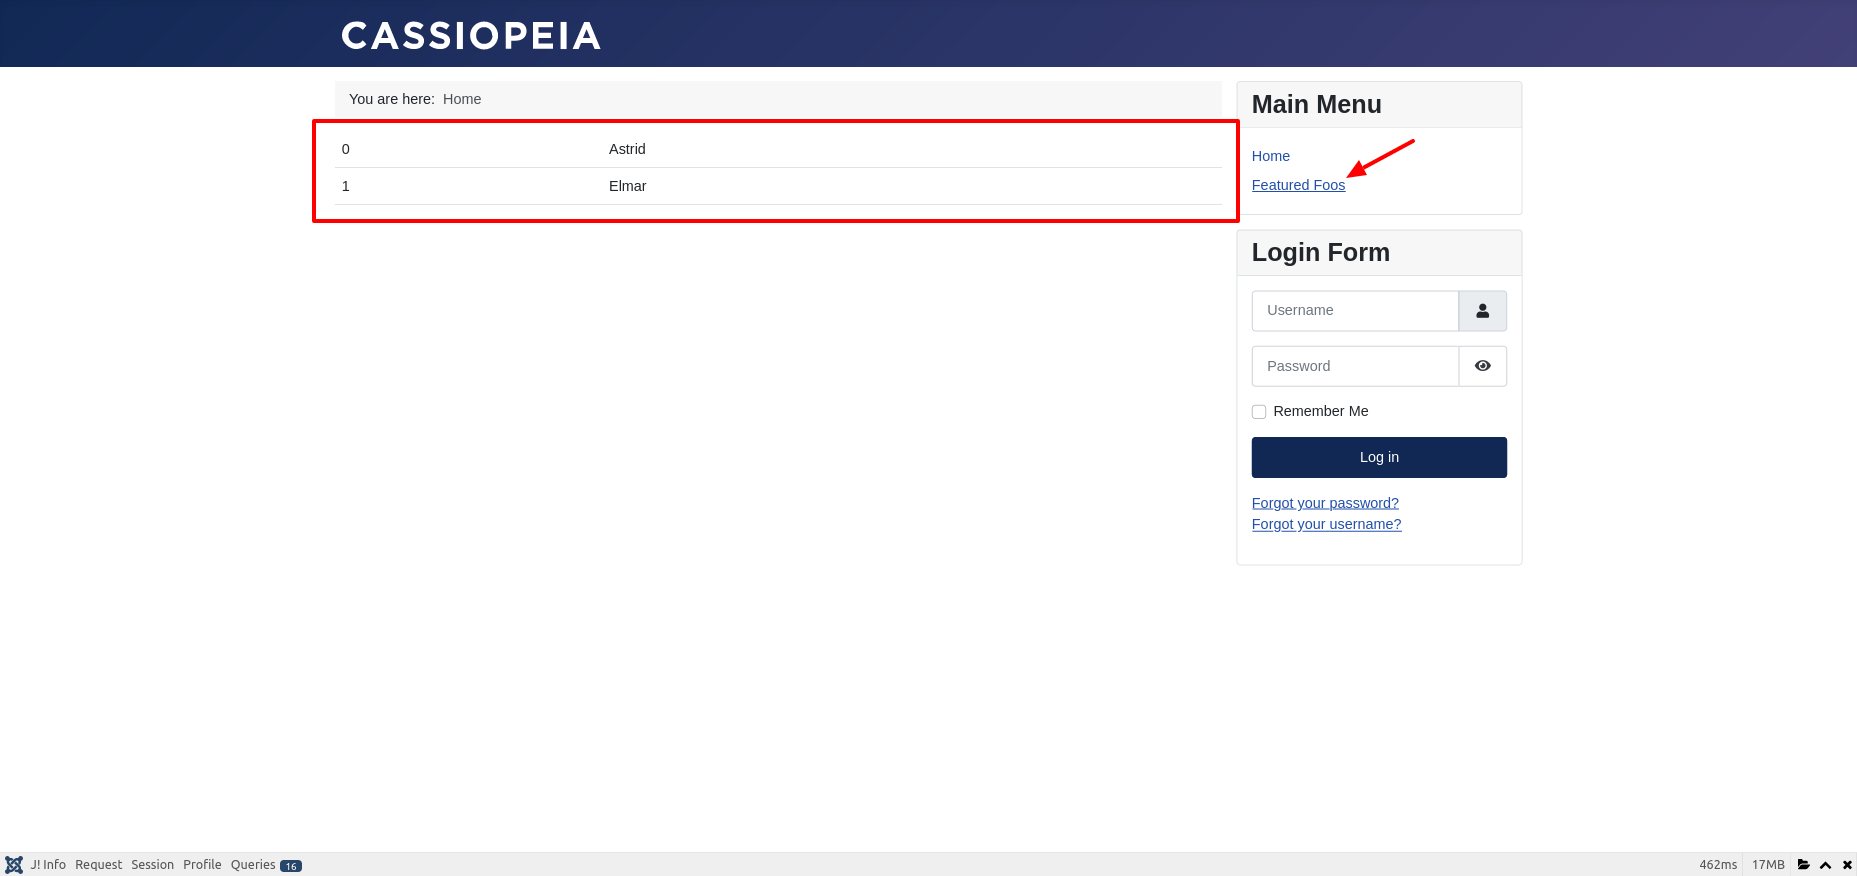 CASSIOPEIA
You are here: Home
0 Astrid
1 Elmar
Main Menu
Home
Featured Foos
Login Form
Username
Password
Remember Me
Log in
Forgot your password?
Forgot your username?
J! Info Request Session Profile Queries 16 462ms 17MB